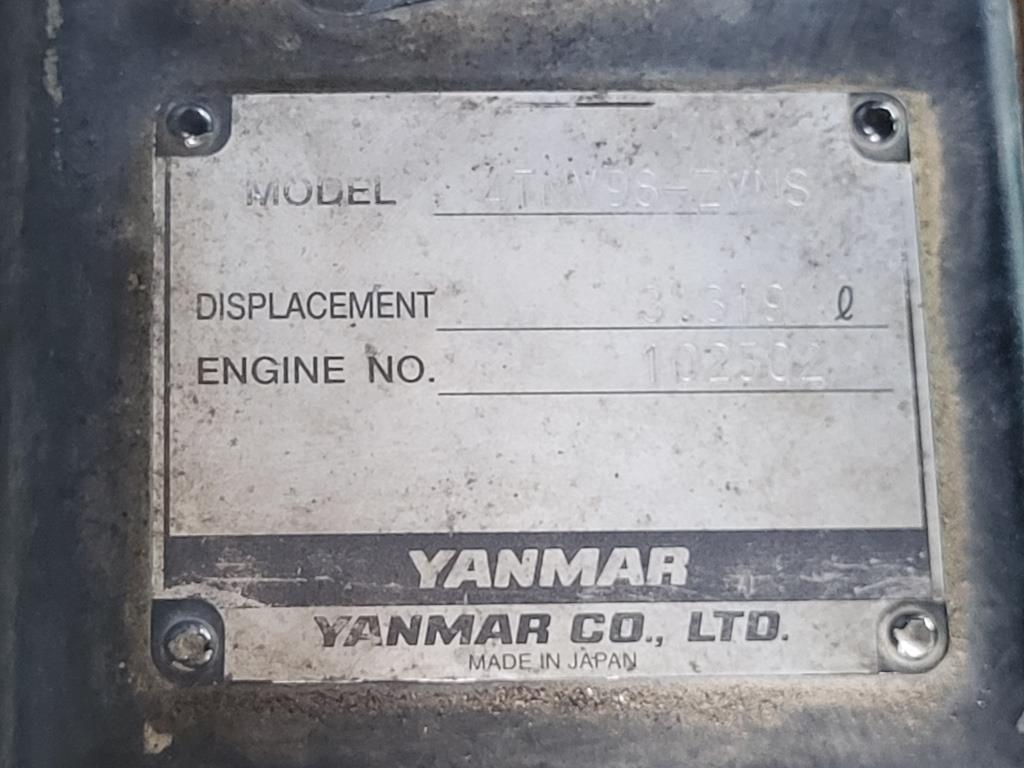 MODEL 4TNV98-ZVNS
DISPLACEMENT 3.319 ℓ
ENGINE NO. 102502
YANMAR
YANMAR CO., LTD.
MADE IN JAPAN